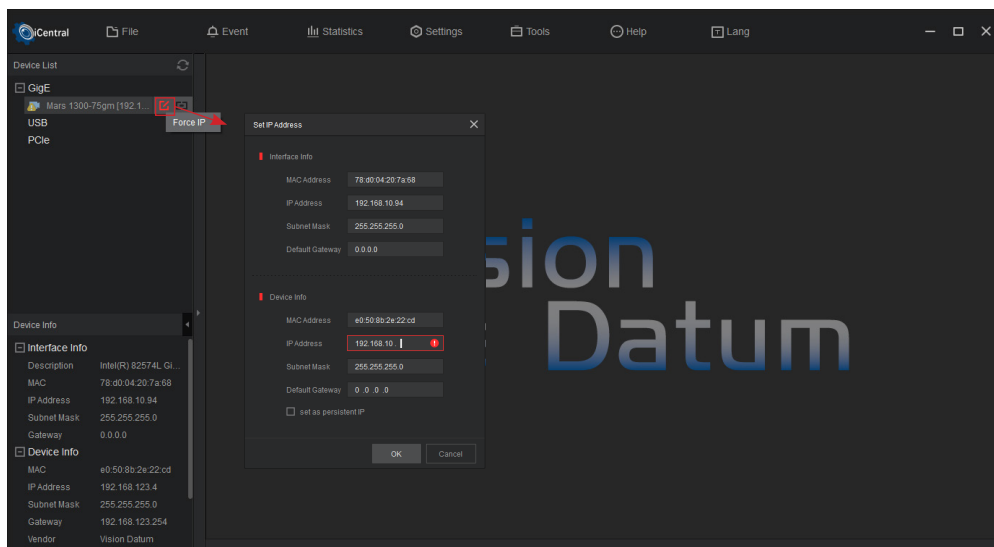 iCentral File Event Statistics Settings Tools Help Lang
Device List
GigE
Mars 1300-75gm [192.1...
USB
PCIe
Force IP
Set IP Address
Interface Info
MAC Address 78:d0:04:20:7a:68
IP Address 192.168.10.94
Subnet Mask 255.255.255.0
Default Gateway 0.0.0.0
Device Info
MAC Address e0:50:8b:2e:22:cd
IP Address 192.168.10 .
Subnet Mask 255.255.255.0
Default Gateway 0 .0 .0 .0
set as persistent IP
OK Cancel
sion
Datum
Device Info
Interface Info
Description Intel(R) 82574L Gi...
MAC 78:d0:04:20:7a:68
IP Address 192.168.10.94
Subnet Mask 255.255.255.0
Gateway 0.0.0.0
Device Info
MAC e0:50:8b:2e:22:cd
IP Address 192.168.123.4
Subnet Mask 255.255.255.0
Gateway 192.168.123.254
Vendor Vision Datum